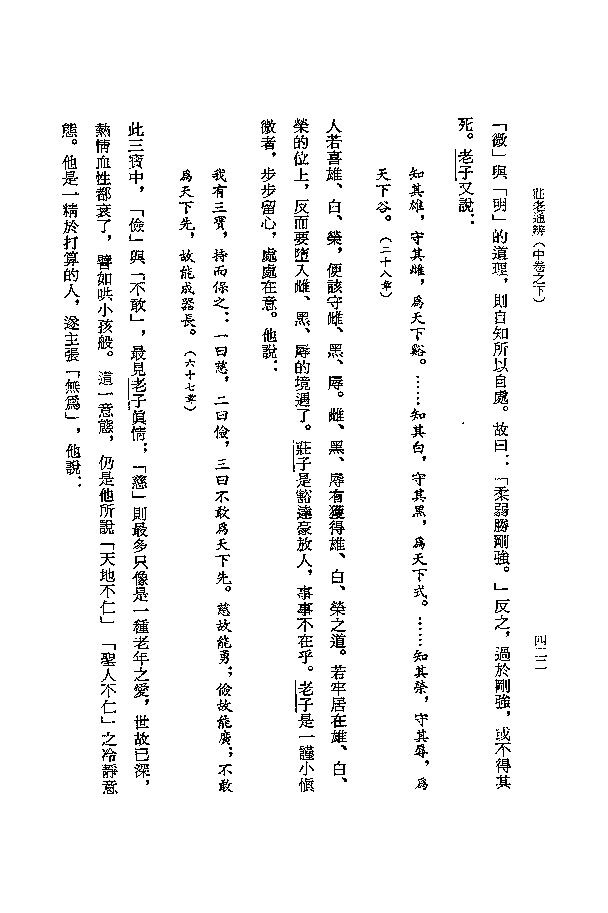 莊老通辨（中卷之下）
四二二
「微」與「明」的道理，則自知所以自處。故曰：「柔弱勝剛強。」反之，過於剛強，或不得其
死。老子又說：
知其雄，守其雌，爲天下谿。……知其白，守其黑，爲天下式。……知其榮，守其辱，爲
天下谷。（二十八章）
人若喜雄、白、榮，便該守雌、黑、辱。雌、黑、辱有獲得雄、白、榮之道。若牢居在雄、白、
榮的位上，反而要墮入雌、黑、辱的境遇了。莊子是豁達豪放人，事事不在乎。老子是一謹小慎
微者，步步留心，處處在意。他說：
我有三寶，持而保之：一曰慈，二曰儉，三曰不敢爲天下先。慈故能勇；儉故能廣；不敢
爲天下先，故能成器長。（六十七章）
此三寶中，「儉」與「不敢」，最見老子眞情；「慈」則最多只像是一種老年之愛，世故已深，
熱情血性都衰了，譬如哄小孩般。這一意態，仍是他所說「天地不仁」「聖人不仁」之冷靜意
態。他是一精於打算的人，遂主張「無爲」，他說：